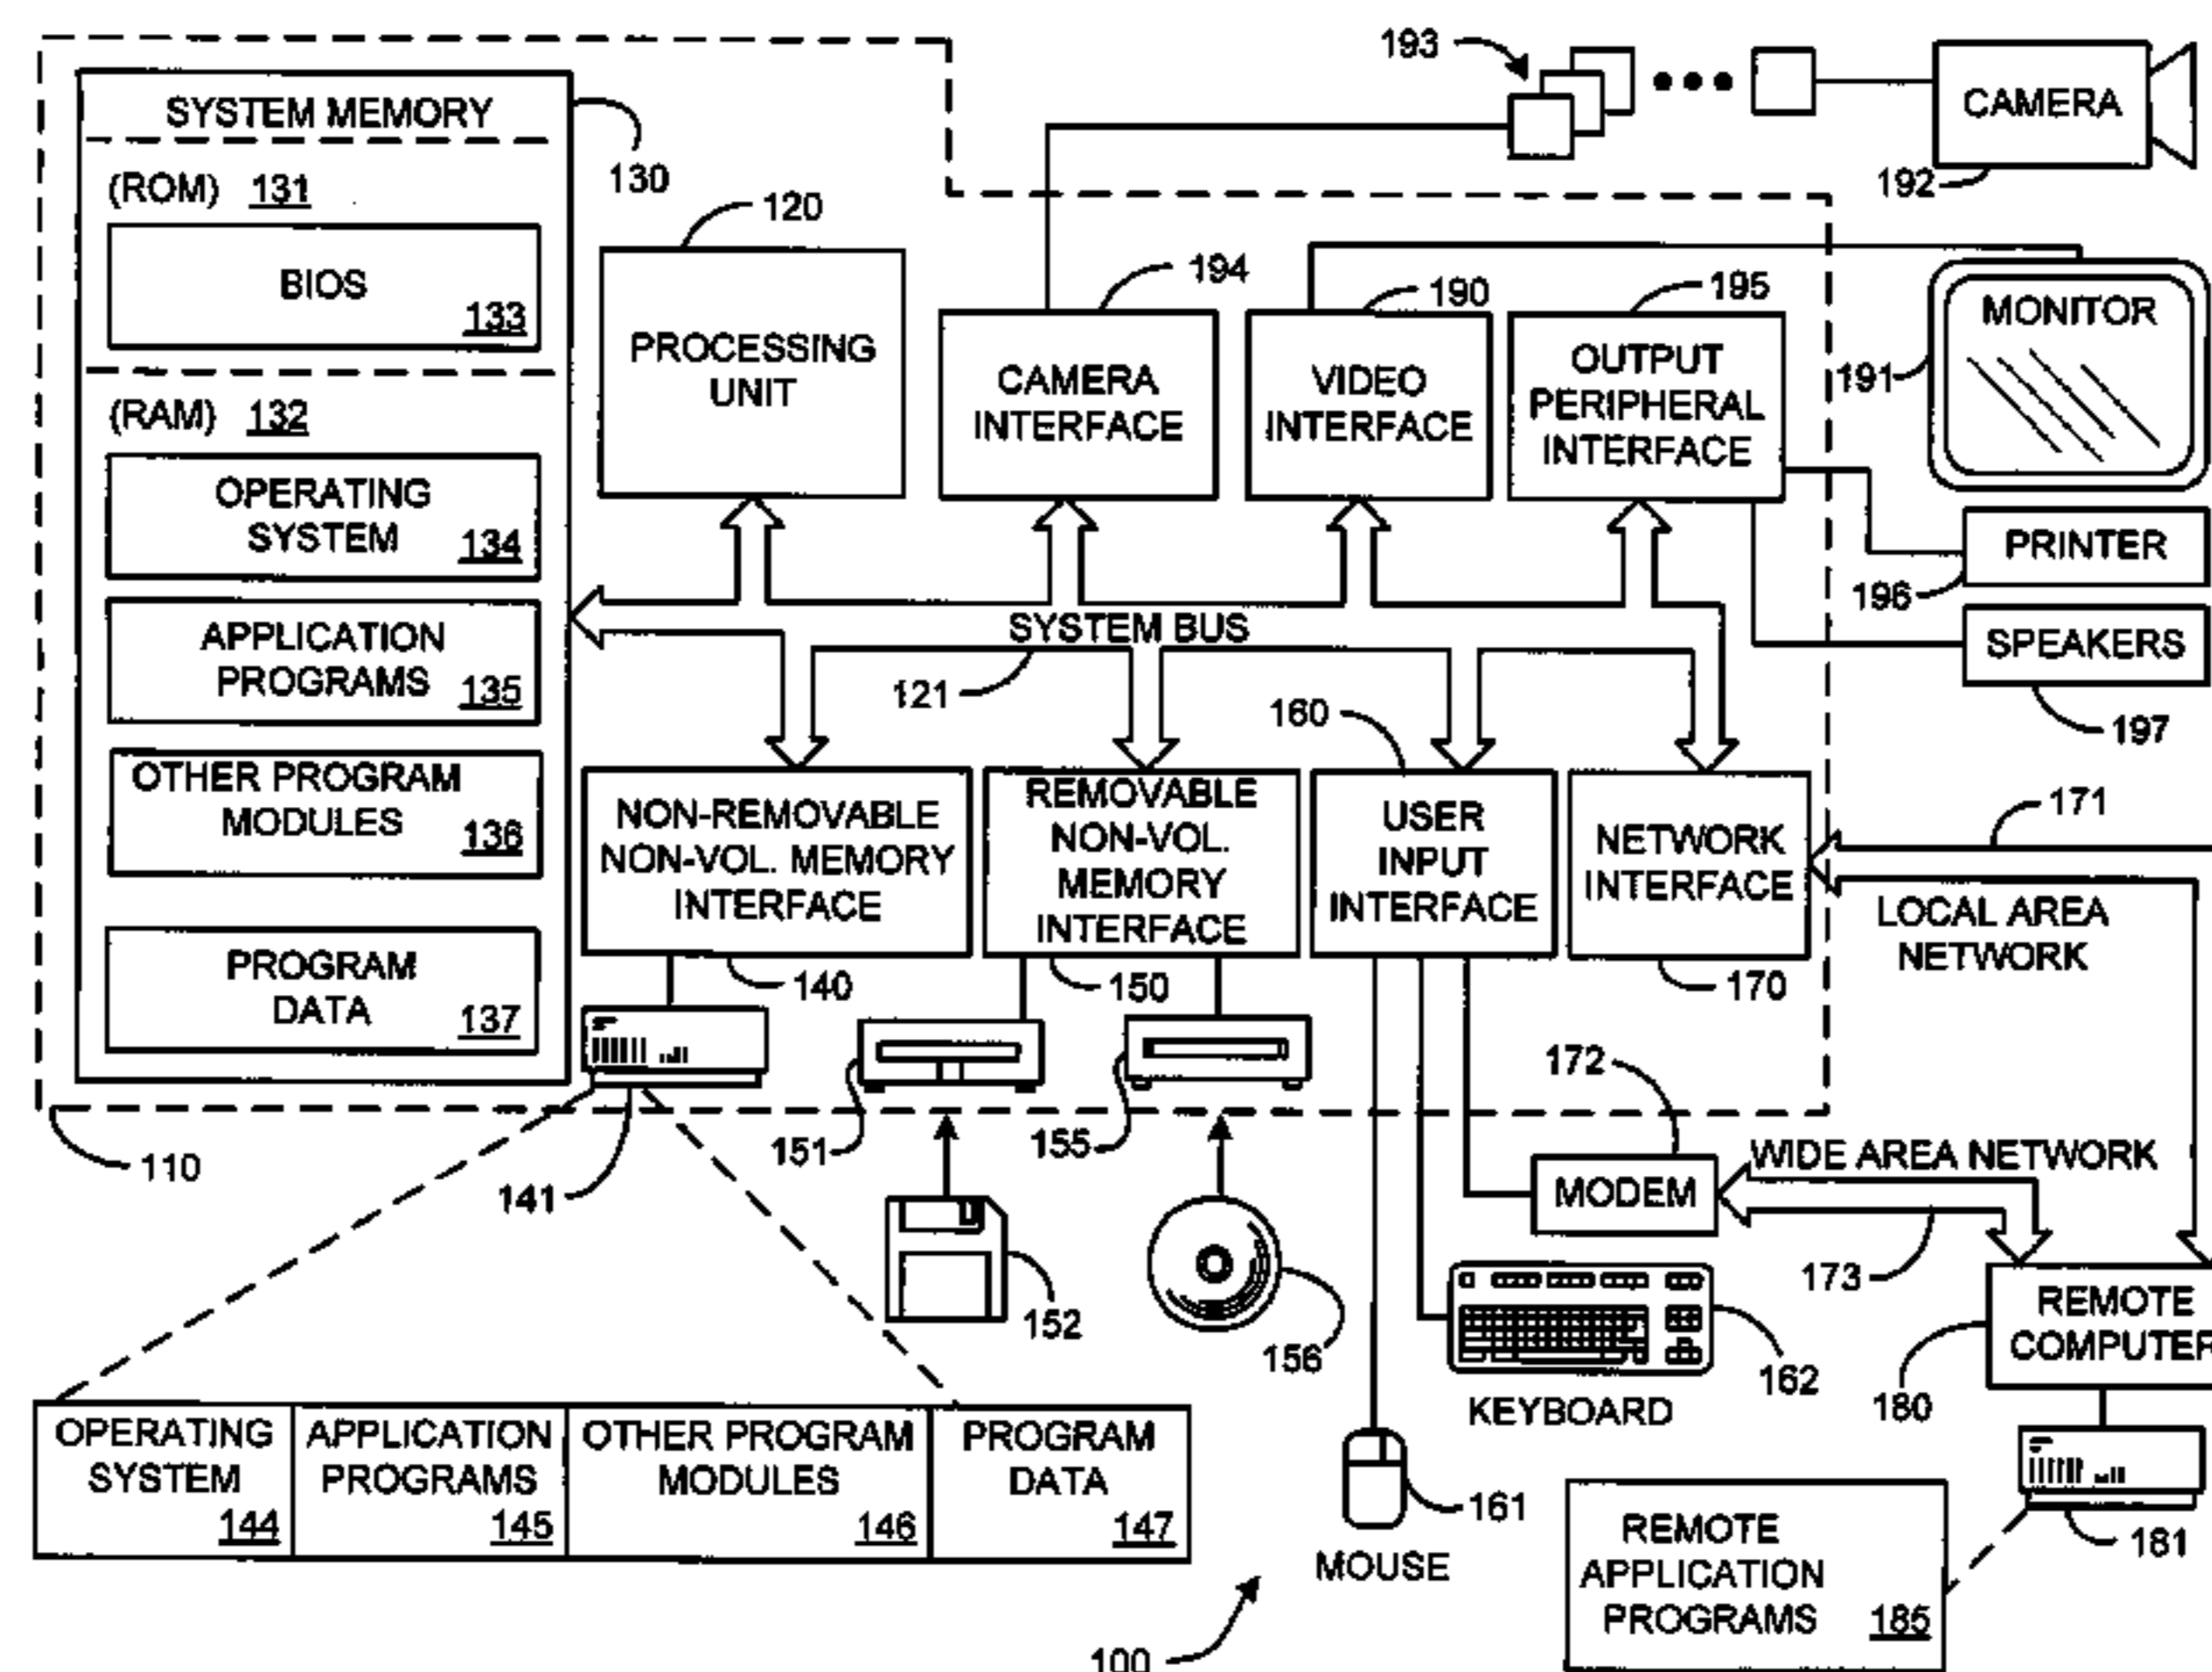 193
CAMERA
192
SYSTEM MEMORY
130
(ROM) 131
BIOS
133
(RAM) 132
OPERATING
SYSTEM 134
APPLICATION
PROGRAMS 135
OTHER PROGRAM
MODULES 136
PROGRAM
DATA 137
120
PROCESSING
UNIT
194
CAMERA
INTERFACE
190
VIDEO
INTERFACE
195
OUTPUT
PERIPHERAL
INTERFACE
MONITOR
191
PRINTER
196
SPEAKERS
197
SYSTEM BUS
121
NON-REMOVABLE
NON-VOL. MEMORY
INTERFACE
140
REMOVABLE
NON-VOL.
MEMORY
INTERFACE
150
160
USER
INPUT
INTERFACE
NETWORK
INTERFACE
170
171
LOCAL AREA
NETWORK
110
141
151
155
152
156
172
MODEM
WIDE AREA NETWORK
173
162
KEYBOARD
REMOTE
COMPUTER
180
181
161
MOUSE
OPERATING
SYSTEM
144
APPLICATION
PROGRAMS
145
OTHER PROGRAM
MODULES
146
PROGRAM
DATA
147
REMOTE
APPLICATION
PROGRAMS 185
100